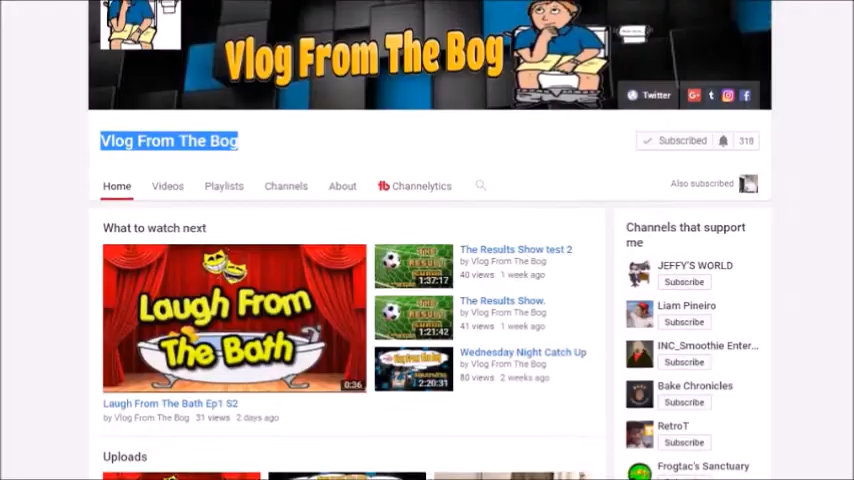 Vlog From The Bog
Twitter
G+ t f
Vlog From The Bog
Subscribed 318
Home Videos Playlists Channels About tb Channelytics
Also subscribed
What to watch next
Laugh From
The Bath
0:36
Laugh From The Bath Ep1 S2
by Vlog From The Bog 31 views 2 days ago
1:37:17
The Results Show test 2
by Vlog From The Bog
40 views 1 week ago
1:21:42
The Results Show.
by Vlog From The Bog
41 views 1 week ago
2:20:31
Wednesday Night Catch Up
by Vlog From The Bog
80 views 2 weeks ago
Uploads
Channels that support
me
JEFFY'S WORLD
Subscribe
Liam Pineiro
Subscribe
INC_Smoothie Enter...
Subscribe
Bake Chronicles
Subscribe
RetroT
Subscribe
Frogtac's Sanctuary